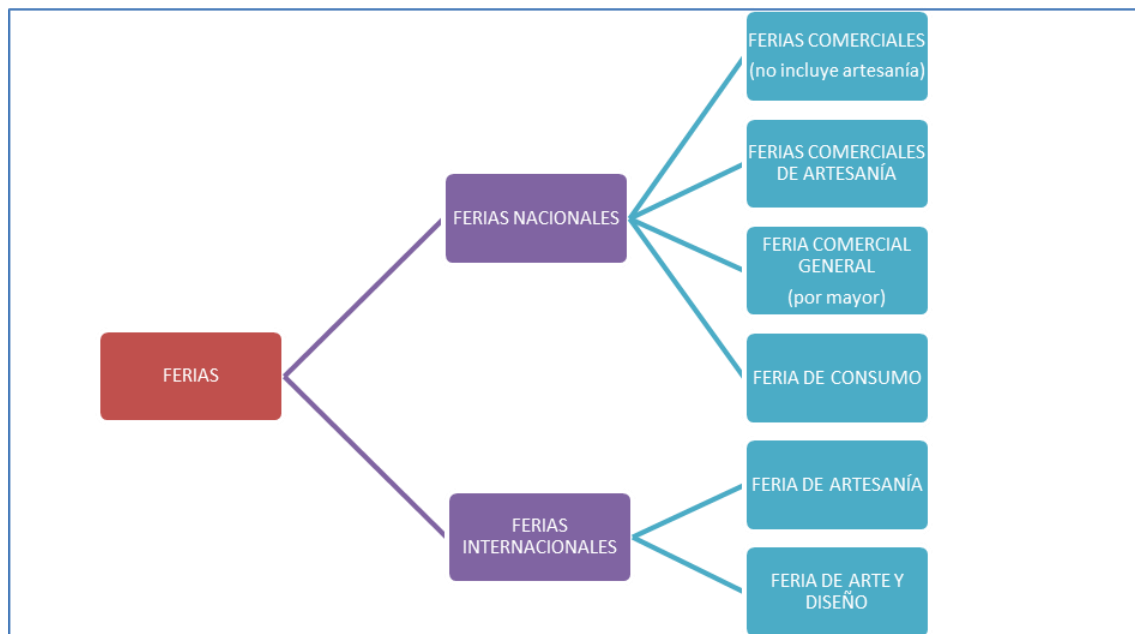 FERIAS
FERIAS NACIONALES
FERIAS COMERCIALES
(no incluye artesanía)
FERIAS COMERCIALES
DE ARTESANÍA
FERIA COMERCIAL
GENERAL
(por mayor)
FERIA DE CONSUMO
FERIAS
INTERNACIONALES
FERIA DE ARTESANÍA
FERIA DE ARTE Y
DISEÑO